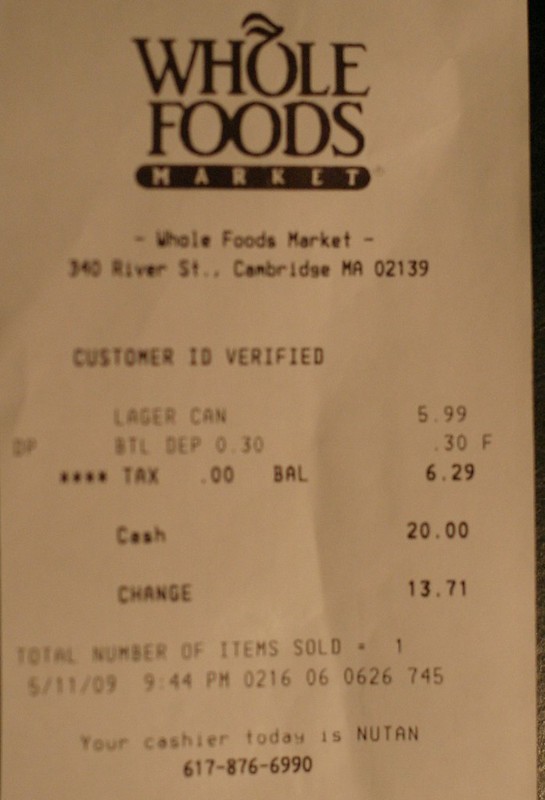 WHOLE
FOODS
MARKET
- Whole Foods Market -
340 River St., Cambridge MA 02139
CUSTOMER ID VERIFIED
LAGER CAN 5.99
DP BTL DEP 0.30 .30 F
**** TAX .00 BAL 6.29
Cash 20.00
CHANGE 13.71
TOTAL NUMBER OF ITEMS SOLD = 1
5/11/09 9:44 PM 0216 06 0626 745
Your cashier today is NUTAN
617-876-6990